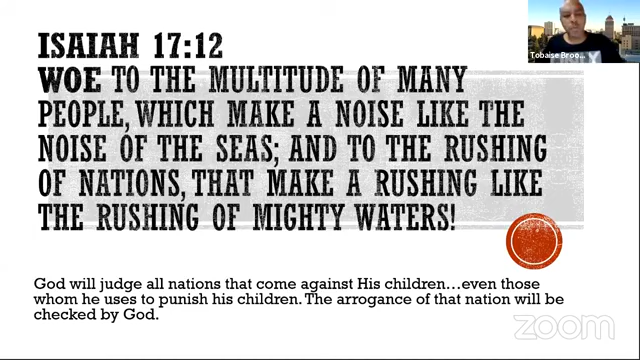 ISAIAH 17:12
WOE TO THE MULTITUDE OF MANY
PEOPLE, WHICH MAKE A NOISE LIKE THE
NOISE OF THE SEAS; AND TO THE RUSHING
OF NATIONS, THAT MAKE A RUSHING LIKE
THE RUSHING OF MIGHTY WATERS!
God will judge all nations that come against His children...even those
whom he uses to punish his children. The arrogance of that nation will be
checked by God.
Tobaise Broo...
zoom